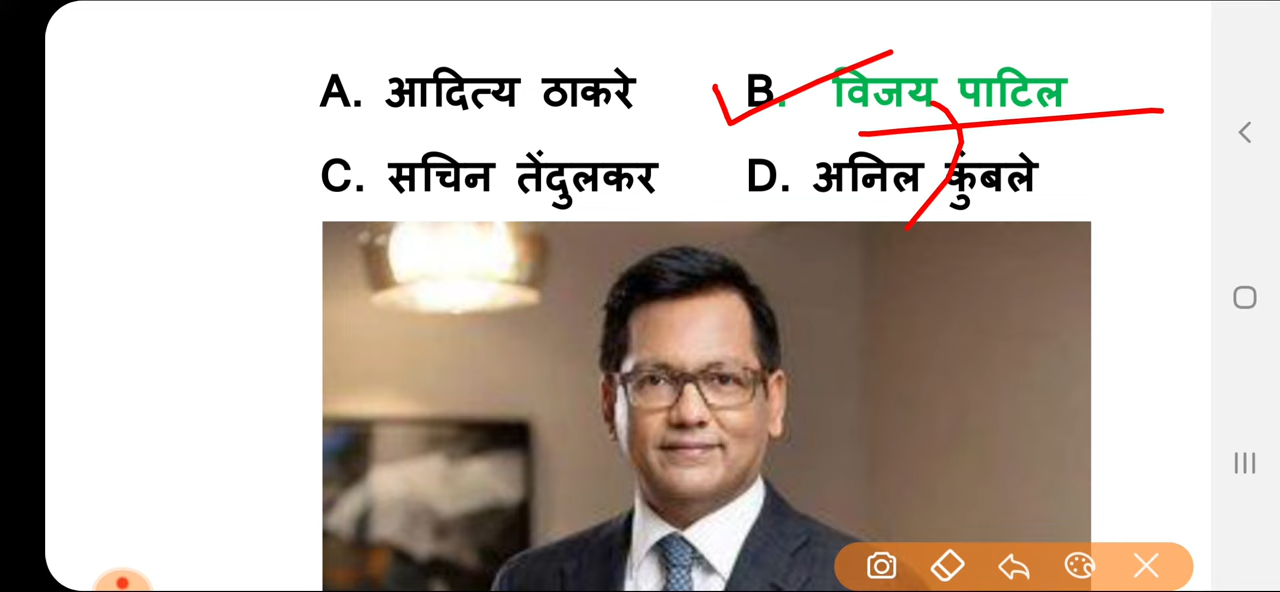 A. आदित्य ठाकरे B. विजय पाटिल
C. सचिन तेंदुलकर D. अनिल कुंबले